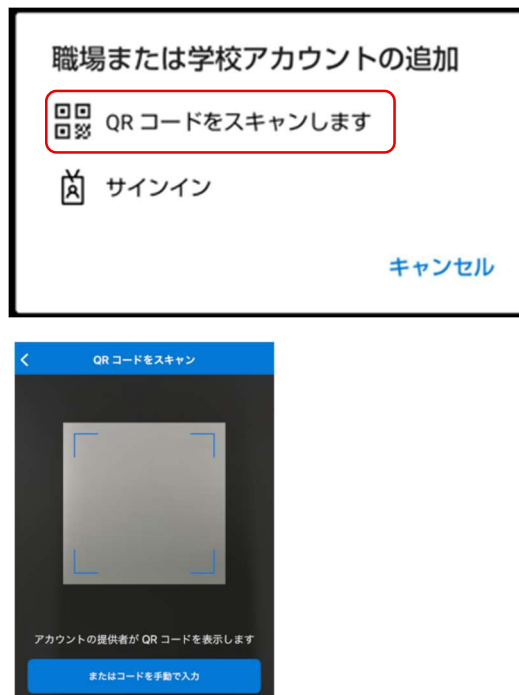 職場または学校アカウントの追加
QR コードをスキャンします
サインイン
キャンセル
QR コードをスキャン
アカウントの提供者が QR コードを表示します
またはコードを手動で入力